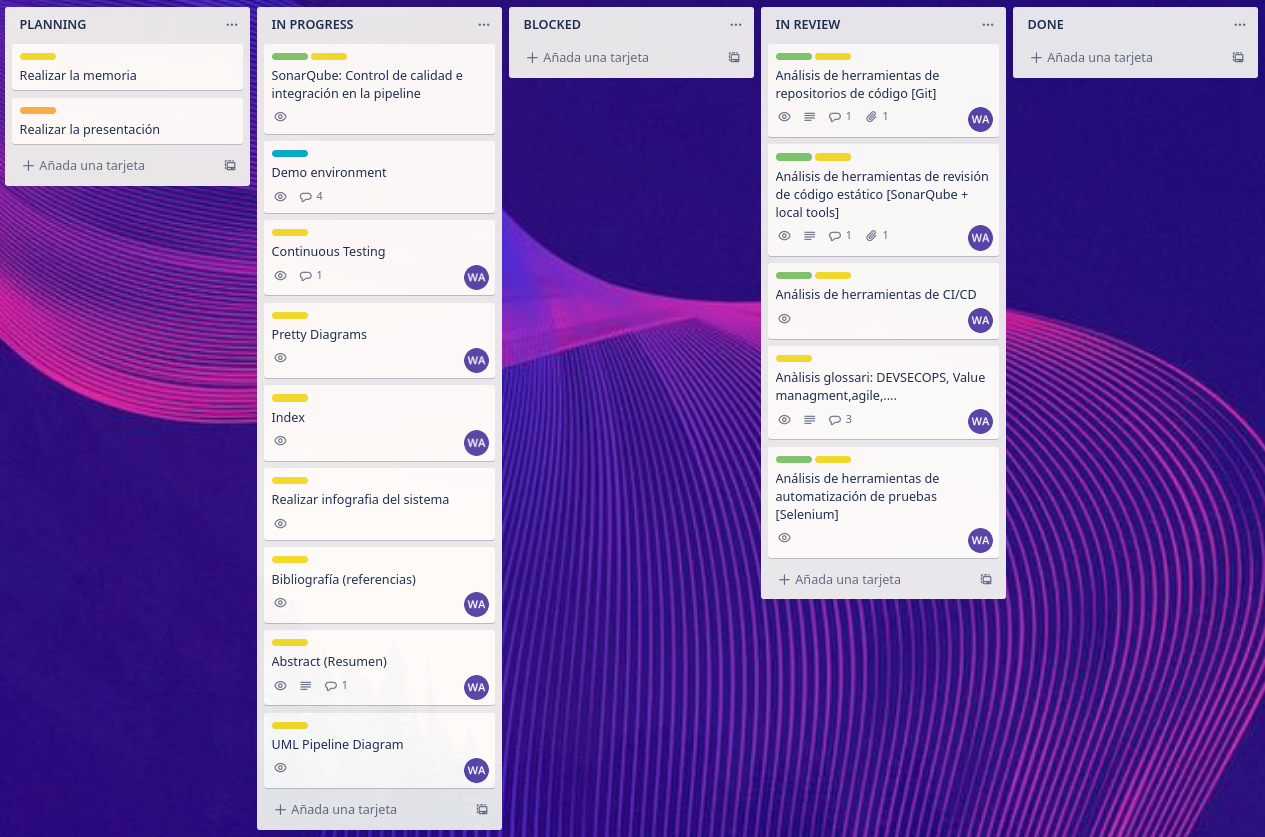 PLANNING
Realizar la memoria
Realizar la presentación
Añada una tarjeta
IN PROGRESS
SonarQube: Control de calidad e
integración en la pipeline
Demo environment
4
Continuous Testing
1
WA
Pretty Diagrams
WA
Index
WA
Realizar infografia del sistema
Bibliografía (referencias)
WA
Abstract (Resumen)
1
WA
UML Pipeline Diagram
WA
Añada una tarjeta
BLOCKED
Añada una tarjeta
IN REVIEW
Análisis de herramientas de
repositorios de código [Git]
1 1
WA
Análisis de herramientas de revisión
de código estático [SonarQube +
local tools]
1 1
WA
Análisis de herramientas de CI/CD
WA
Anàlisis glossari: DEVSECOPS, Value
managment,agile,....
3
WA
Análisis de herramientas de
automatización de pruebas
[Selenium]
WA
Añada una tarjeta
DONE
Añada una tarjeta